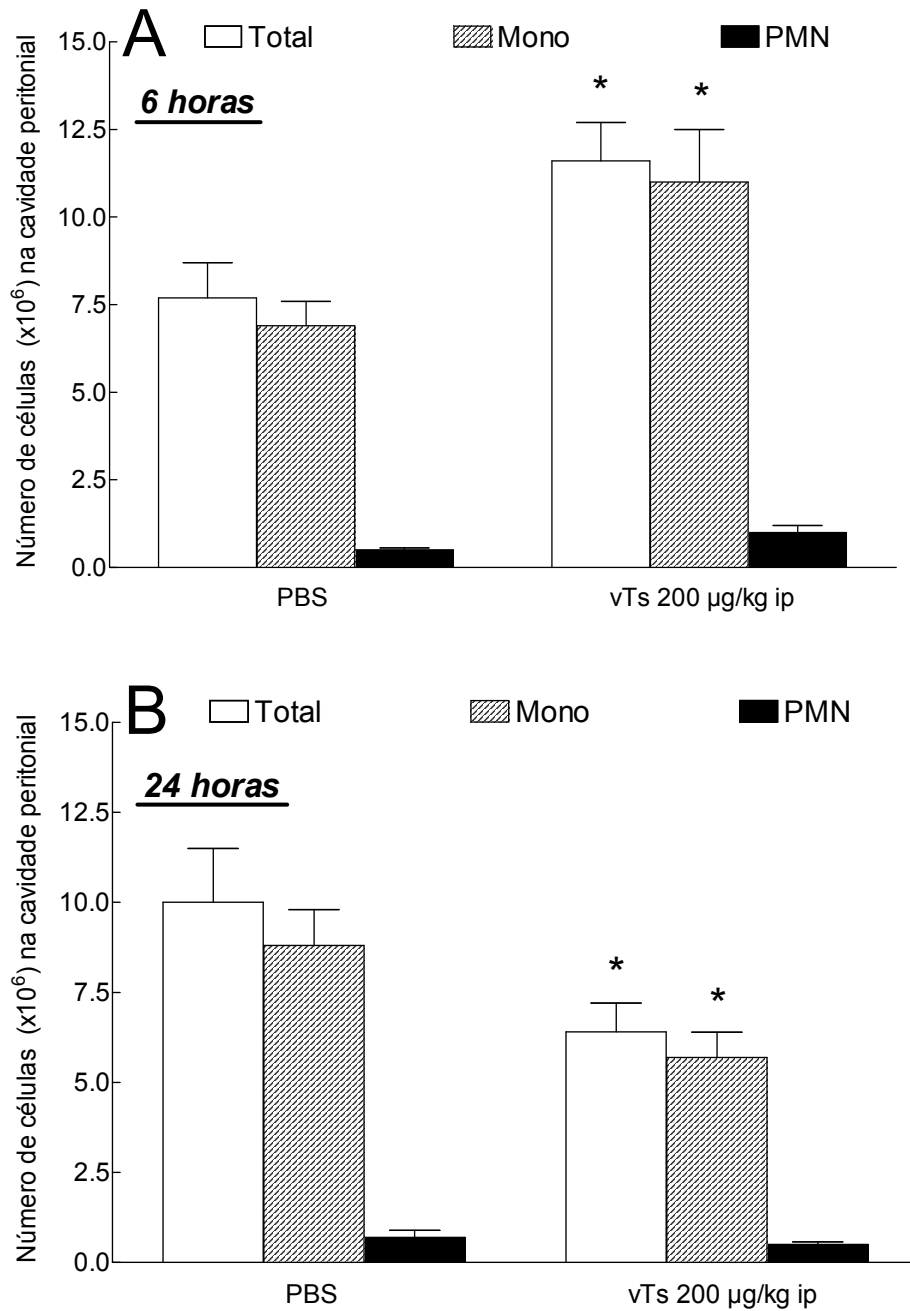 A
Total Mono PMN
6 horas
Número de células (x10⁶) na cavidade peritonial
15.0
12.5
10.0
7.5
5.0
2.5
0.0
* *
PBS vTs 200 µg/kg ip
B
Total Mono PMN
24 horas
Número de células (x10⁶) na cavidade peritonial
15.0
12.5
10.0
7.5
5.0
2.5
0.0
* *
PBS vTs 200 µg/kg ip